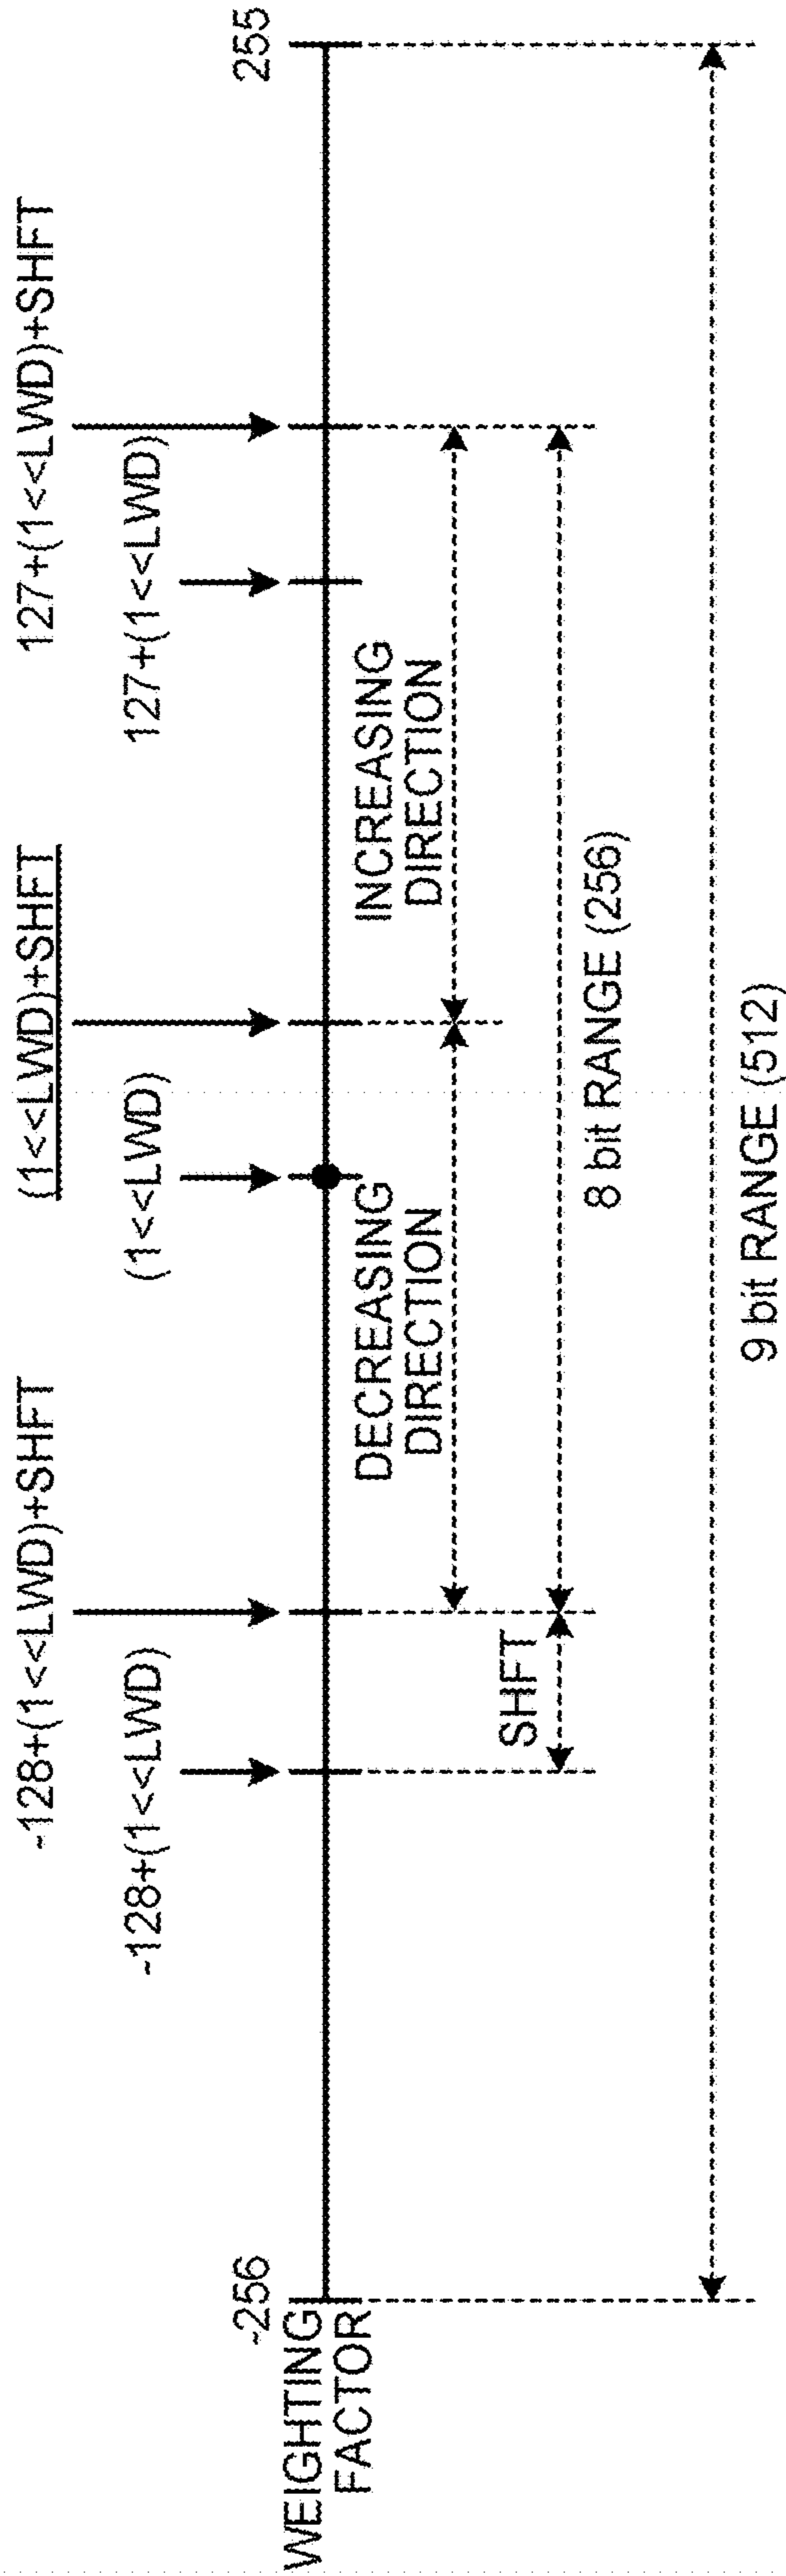 -128+(1<<LWD)+SHFT
(1<<LWD)+SHFT
127+(1<<LWD)+SHFT
-128+(1<<LWD)
(1<<LWD)
127+(1<<LWD)
-256
255
WEIGHTING
FACTOR
DECREASING
DIRECTION
INCREASING
DIRECTION
SHFT
8 bit RANGE (256)
9 bit RANGE (512)